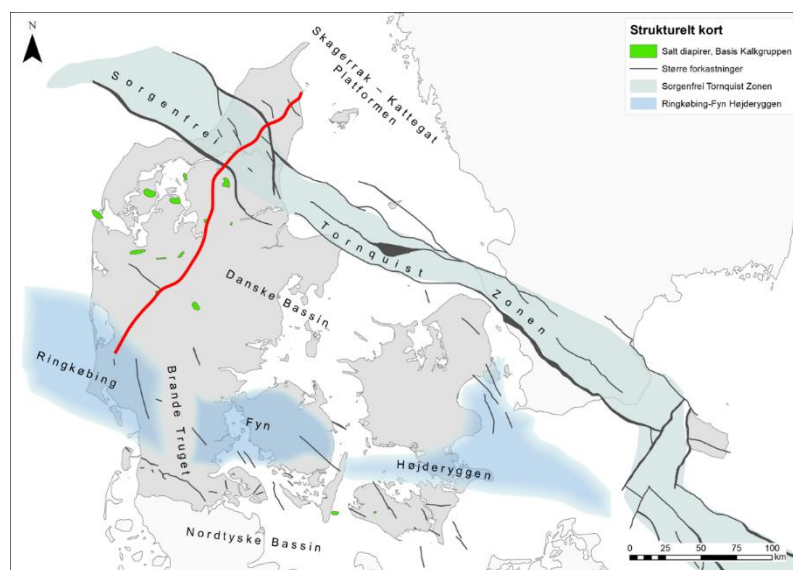 N
Strukturelt kort
Salt diapirer, Basis Kalkgruppen
Större forkastninger
Sorgenfrei Tornquist Zonen
Ringkøbing-Fyn Højderyggen
Skagerrak – Kattegat
Platformen
Sorgenfrei
Tornquist
Zonen
Danske Bassin
Ringkøbing
Brande Truget
Fyn
Højderyggen
Nordtyske Bassin
0 25 50 75 100
km